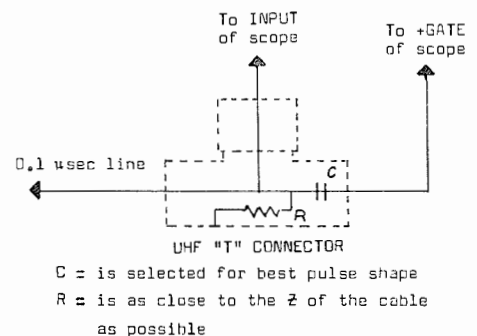 To INPUT
of scope
To +GATE
of scope
0.1 µsec line
C
R
UHF "T" CONNECTOR
C = is selected for best pulse shape
R = is as close to the Z of the cable
as possible